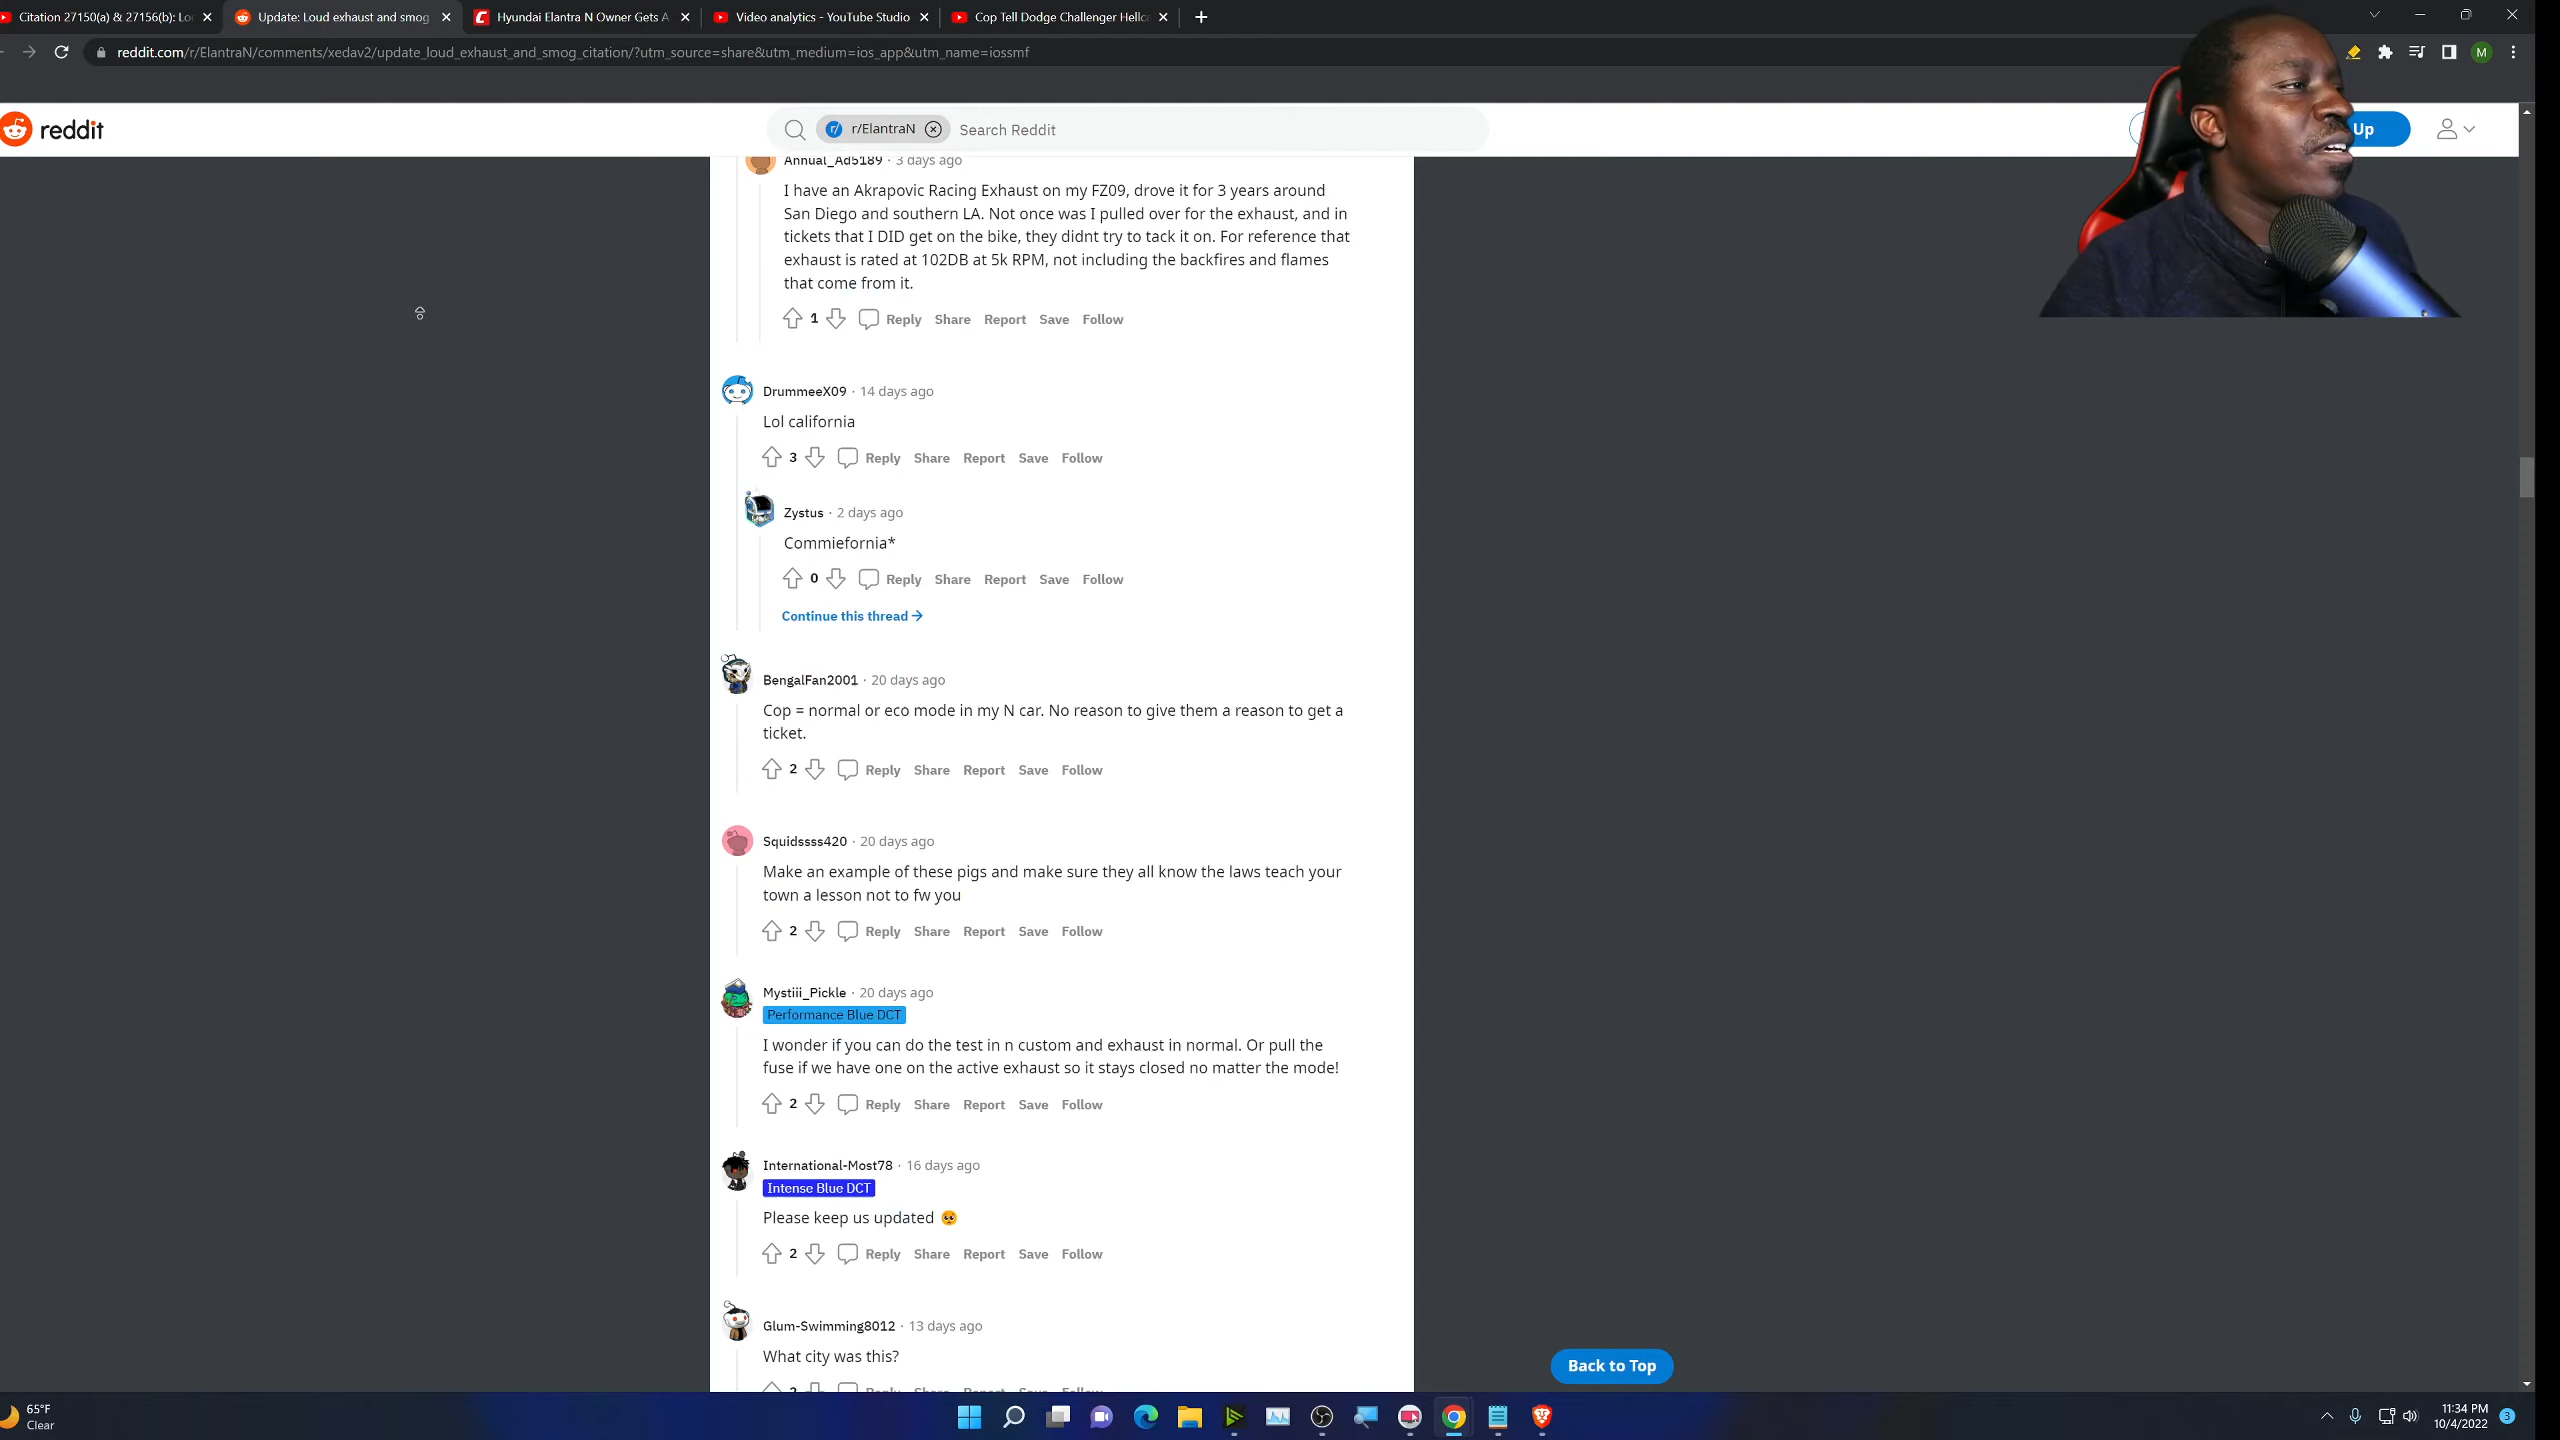 Citation 27150(a) & 27156(b): Lo
Update: Loud exhaust and smog
Hyundai Elantra N Owner Gets A
Video analytics - YouTube Studio
Cop Tell Dodge Challenger Hellc
reddit.com/r/ElantraN/comments/xedav2/update_loud_exhaust_and_smog_citation/?utm_source=share&utm_medium=ios_app&utm_name=iossmf
M
reddit
r/ r/ElantraN
Search Reddit
Up
Annual_Ad5189 · 3 days ago
I have an Akrapovic Racing Exhaust on my FZ09, drove it for 3 years around
San Diego and southern LA. Not once was I pulled over for the exhaust, and in
tickets that I DID get on the bike, they didnt try to tack it on. For reference that
exhaust is rated at 102DB at 5k RPM, not including the backfires and flames
that come from it.
1 Reply Share Report Save Follow
DrummeeX09 · 14 days ago
Lol california
3 Reply Share Report Save Follow
Zystus · 2 days ago
Commiefornia*
0 Reply Share Report Save Follow
Continue this thread →
BengalFan2001 · 20 days ago
Cop = normal or eco mode in my N car. No reason to give them a reason to get a
ticket.
2 Reply Share Report Save Follow
Squidssss420 · 20 days ago
Make an example of these pigs and make sure they all know the laws teach your
town a lesson not to fw you
2 Reply Share Report Save Follow
Mystiii_Pickle · 20 days ago
Performance Blue DCT
I wonder if you can do the test in n custom and exhaust in normal. Or pull the
fuse if we have one on the active exhaust so it stays closed no matter the mode!
2 Reply Share Report Save Follow
International-Most78 · 16 days ago
Intense Blue DCT
Please keep us updated 🥺
2 Reply Share Report Save Follow
Glum-Swimming8012 · 13 days ago
What city was this?
2 Reply Share Report Save Follow
Back to Top
65°F
Clear
11:34 PM
10/4/2022
3